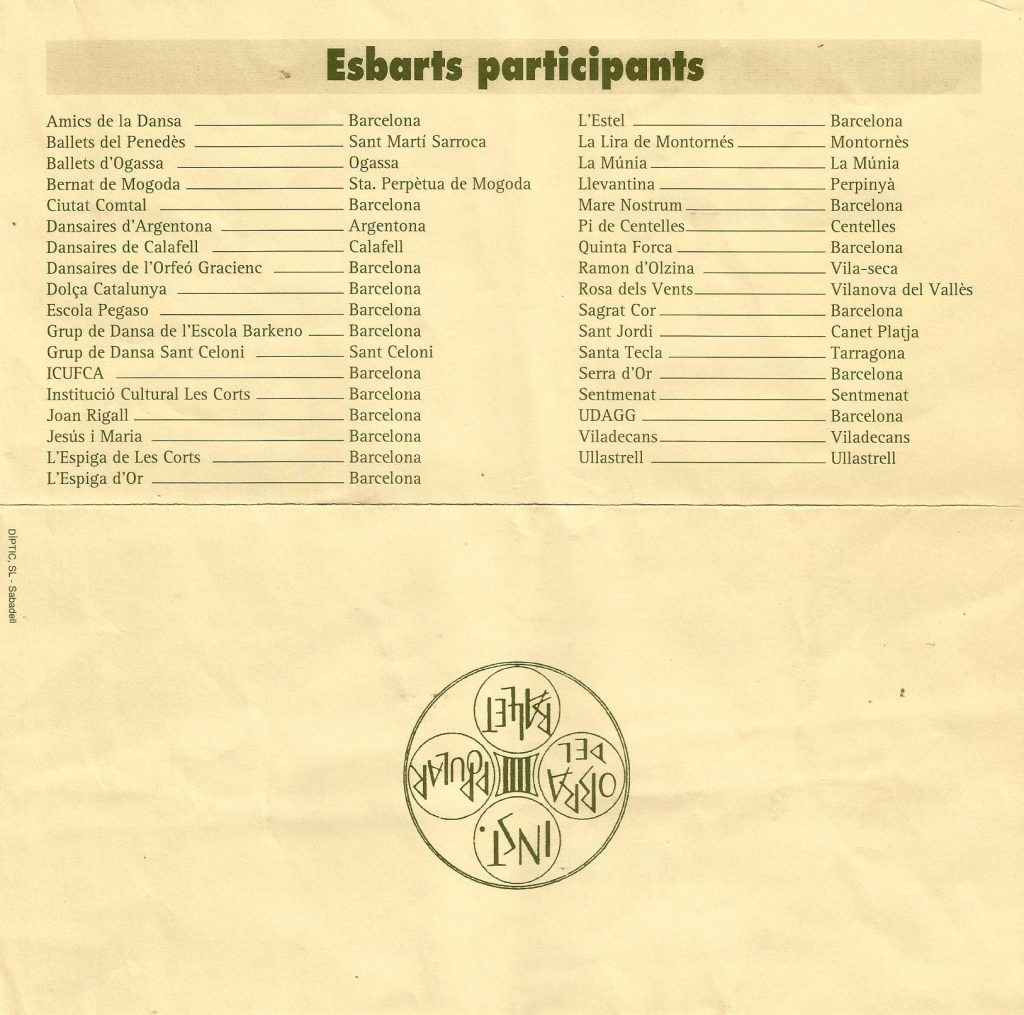 Esbarts participants
Amics de la Dansa Barcelona
Ballets del Penedès Sant Martí Sarroca
Ballets d'Ogassa Ogassa
Bernat de Mogoda Sta. Perpètua de Mogoda
Ciutat Comtal Barcelona
Dansaires d'Argentona Argentona
Dansaires de Calafell Calafell
Dansaires de l'Orfeó Gracienc Barcelona
Dolça Catalunya Barcelona
Escola Pegaso Barcelona
Grup de Dansa de l'Escola Barkeno Barcelona
Grup de Dansa Sant Celoni Sant Celoni
ICUFCA Barcelona
Institució Cultural Les Corts Barcelona
Joan Rigall Barcelona
Jesús i Maria Barcelona
L'Espiga de Les Corts Barcelona
L'Espiga d'Or Barcelona
L'Estel Barcelona
La Lira de Montornés Montornès
La Múnia La Múnia
Llevantina Perpinyà
Mare Nostrum Barcelona
Pi de Centelles Centelles
Quinta Forca Barcelona
Ramon d'Olzina Vila-seca
Rosa dels Vents Vilanova del Vallès
Sagrat Cor Barcelona
Sant Jordi Canet Platja
Santa Tecla Tarragona
Serra d'Or Barcelona
Sentmenat Sentmenat
UDAGG Barcelona
Viladecans Viladecans
Ullastrell Ullastrell
DÍPTIC, SL - Sabadell
INST.
OBRA
DEL
BALLET
POPULAR